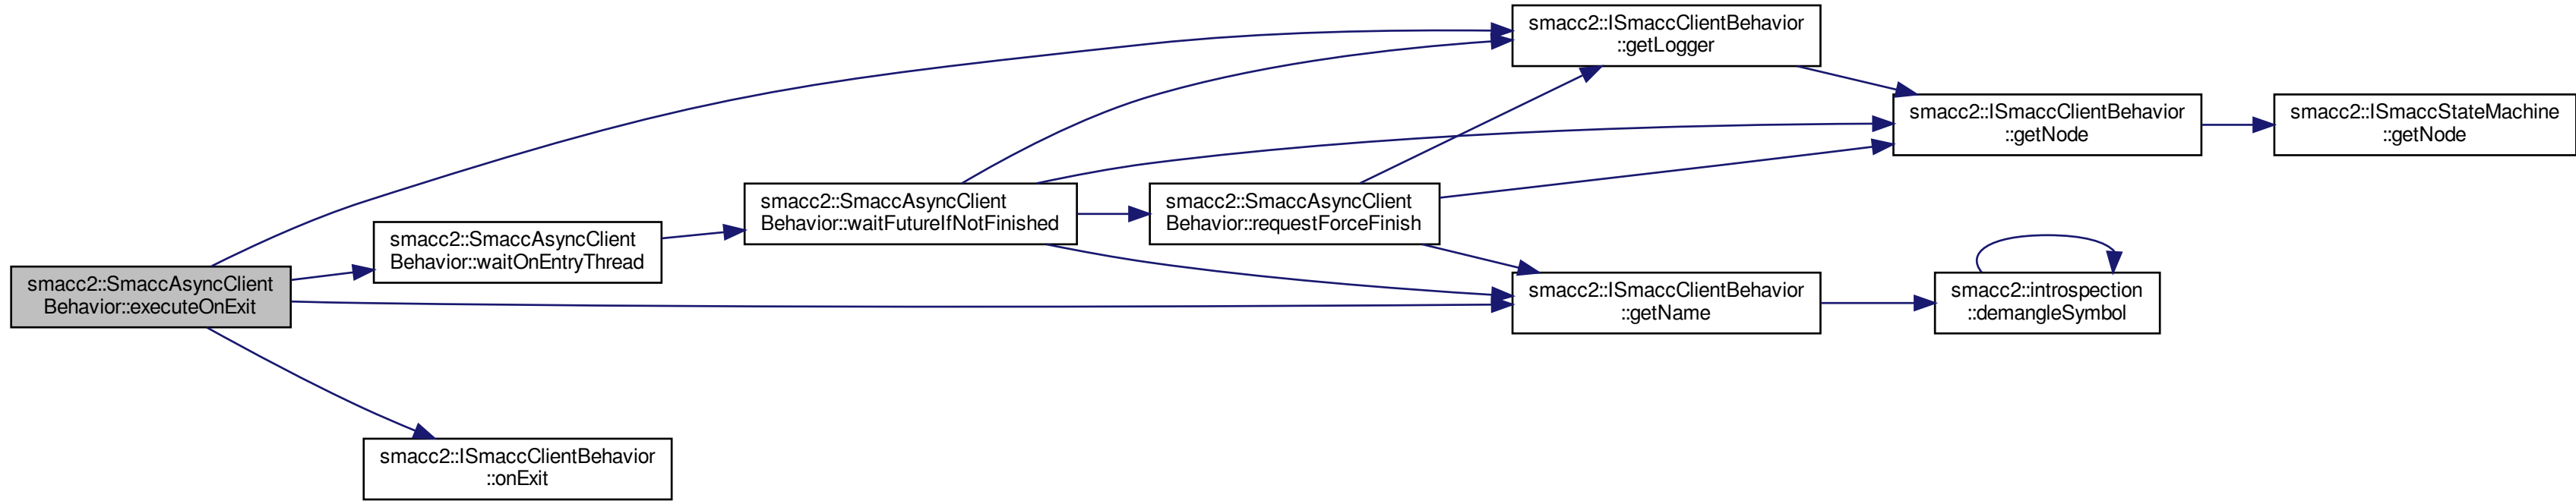 smacc2::SmaccAsyncClient
Behavior::executeOnExit
smacc2::SmaccAsyncClient
Behavior::waitOnEntryThread
smacc2::ISmaccClientBehavior
::onExit
smacc2::SmaccAsyncClient
Behavior::waitFutureIfNotFinished
smacc2::SmaccAsyncClient
Behavior::requestForceFinish
smacc2::ISmaccClientBehavior
::getLogger
smacc2::ISmaccClientBehavior
::getName
smacc2::ISmaccClientBehavior
::getNode
smacc2::introspection
::demangleSymbol
smacc2::ISmaccStateMachine
::getNode